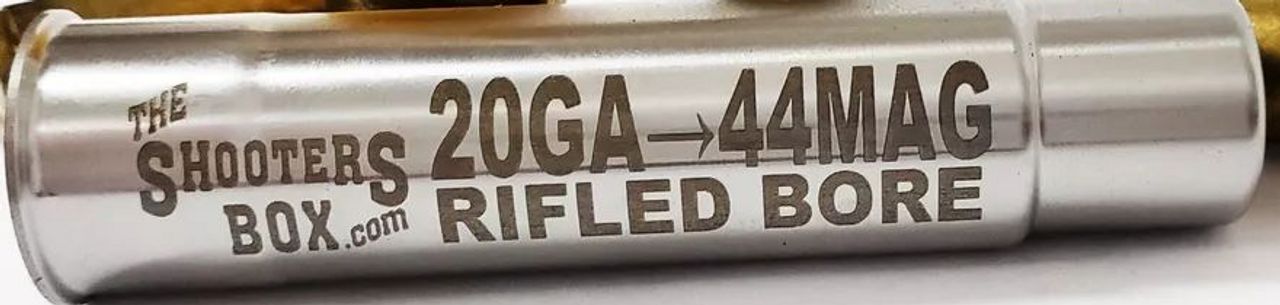 THE
SHOOTERS
BOX.com
20GA→44MAG
RIFLED BORE